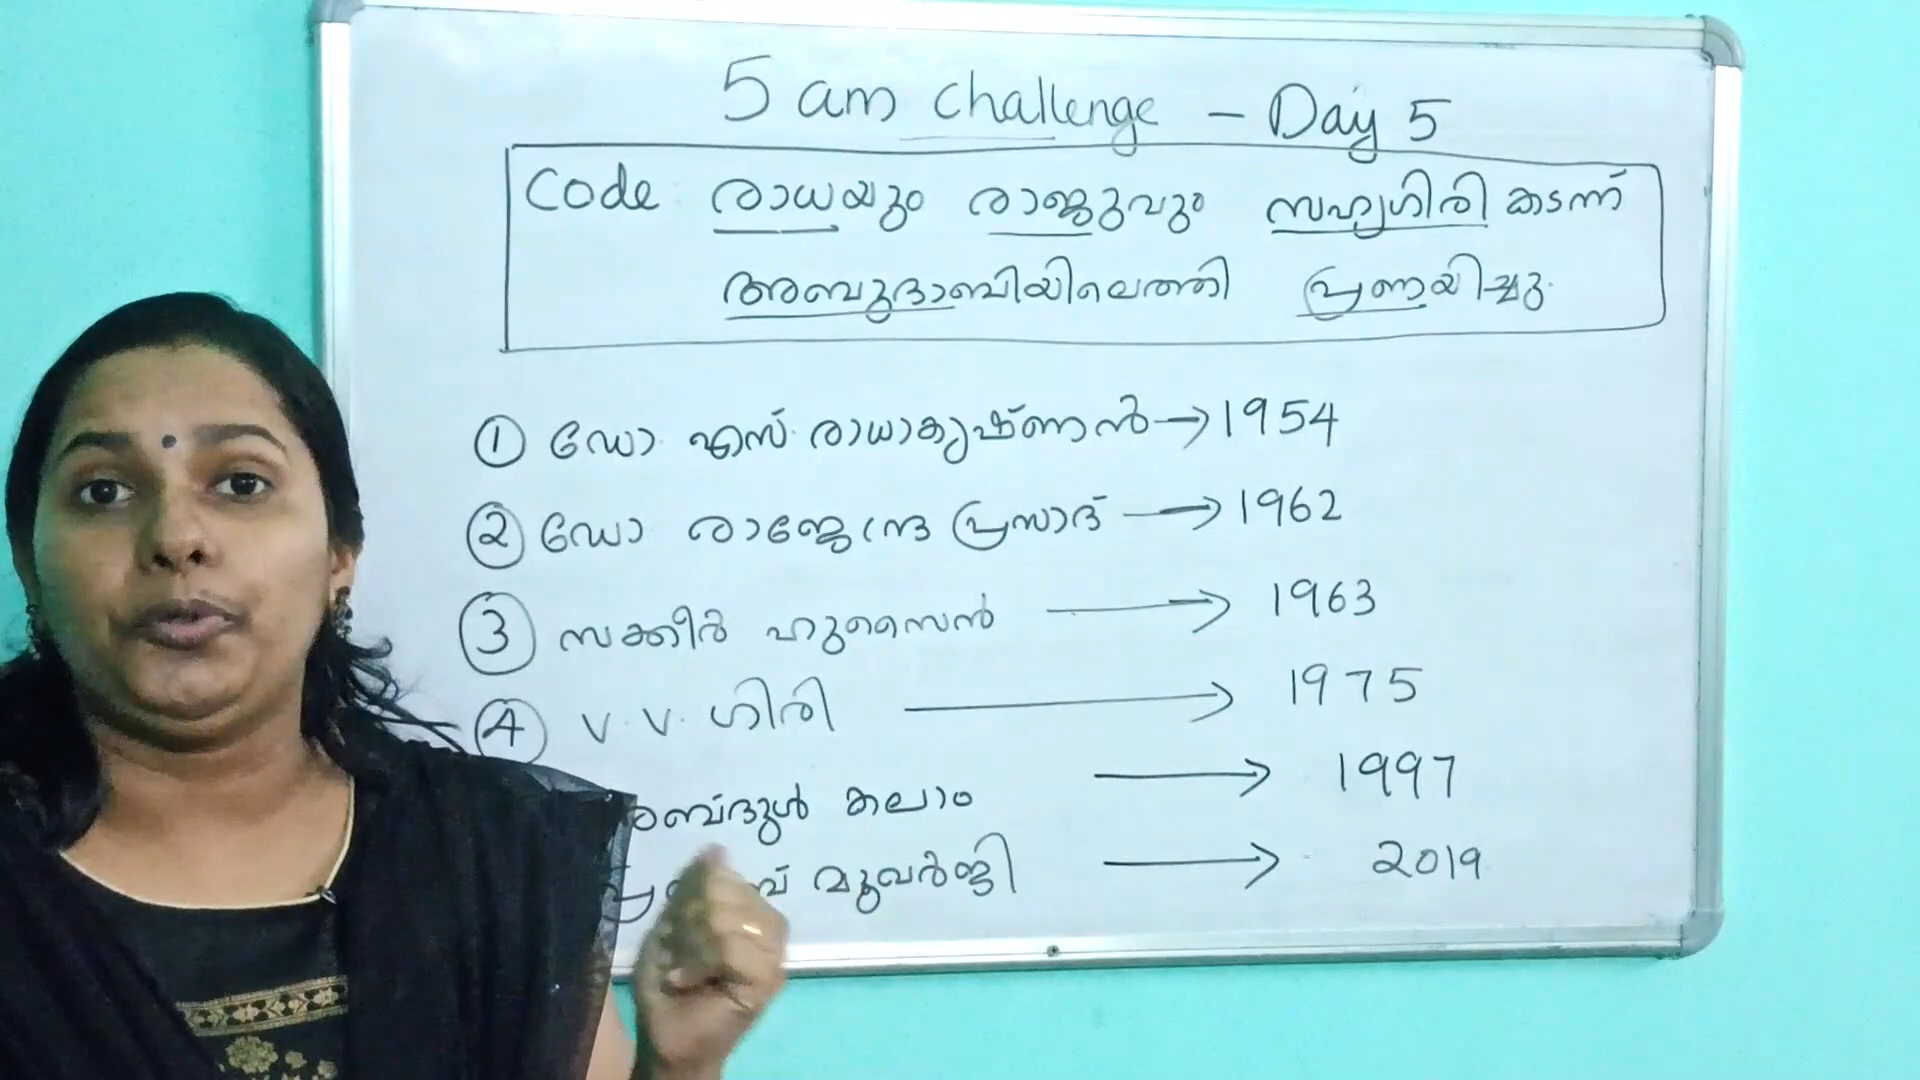 5 am challenge - Day 5
Code രാധയും രാജുവും സഹ്യഗിരി കടന്ന്
അബുദാബിയിലെത്തി പ്രണയിച്ചു.
① ഡോ. എസ്. രാധാകൃഷ്ണൻ → 1954
② ഡോ രാജേന്ദ്ര പ്രസാദ് → 1962
③ സക്കീർ ഹുസൈൻ → 1963
④ V. V. ഗിരി → 1975
കലാം → 1997
മുഖർജി → 2019